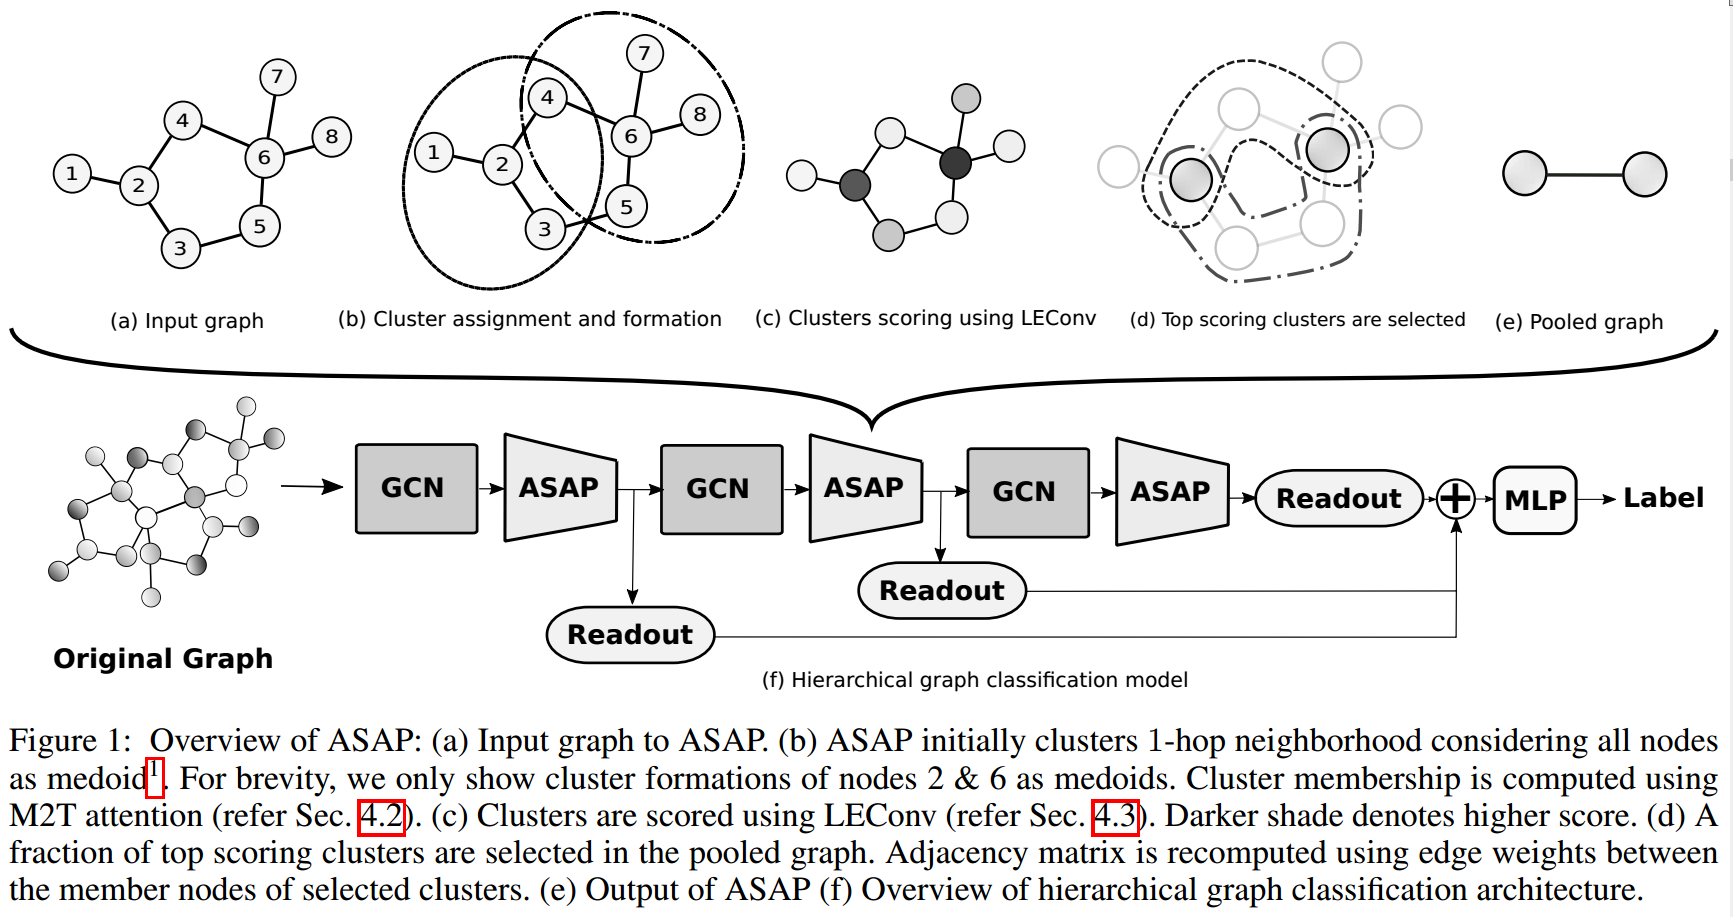 7
4
8
6
1
2
5
3
7
4
8
6
1
2
5
3
(a) Input graph
(b) Cluster assignment and formation
(c) Clusters scoring using LEConv
(d) Top scoring clusters are selected
(e) Pooled graph
GCN
ASAP
GCN
ASAP
GCN
ASAP
Readout
+
MLP
Label
Readout
Readout
Original Graph
(f) Hierarchical graph classification model
Figure 1: Overview of ASAP: (a) Input graph to ASAP. (b) ASAP initially clusters 1-hop neighborhood considering all nodes
as medoid1. For brevity, we only show cluster formations of nodes 2 & 6 as medoids. Cluster membership is computed using
M2T attention (refer Sec. 4.2). (c) Clusters are scored using LEConv (refer Sec. 4.3). Darker shade denotes higher score. (d) A
fraction of top scoring clusters are selected in the pooled graph. Adjacency matrix is recomputed using edge weights between
the member nodes of selected clusters. (e) Output of ASAP (f) Overview of hierarchical graph classification architecture.